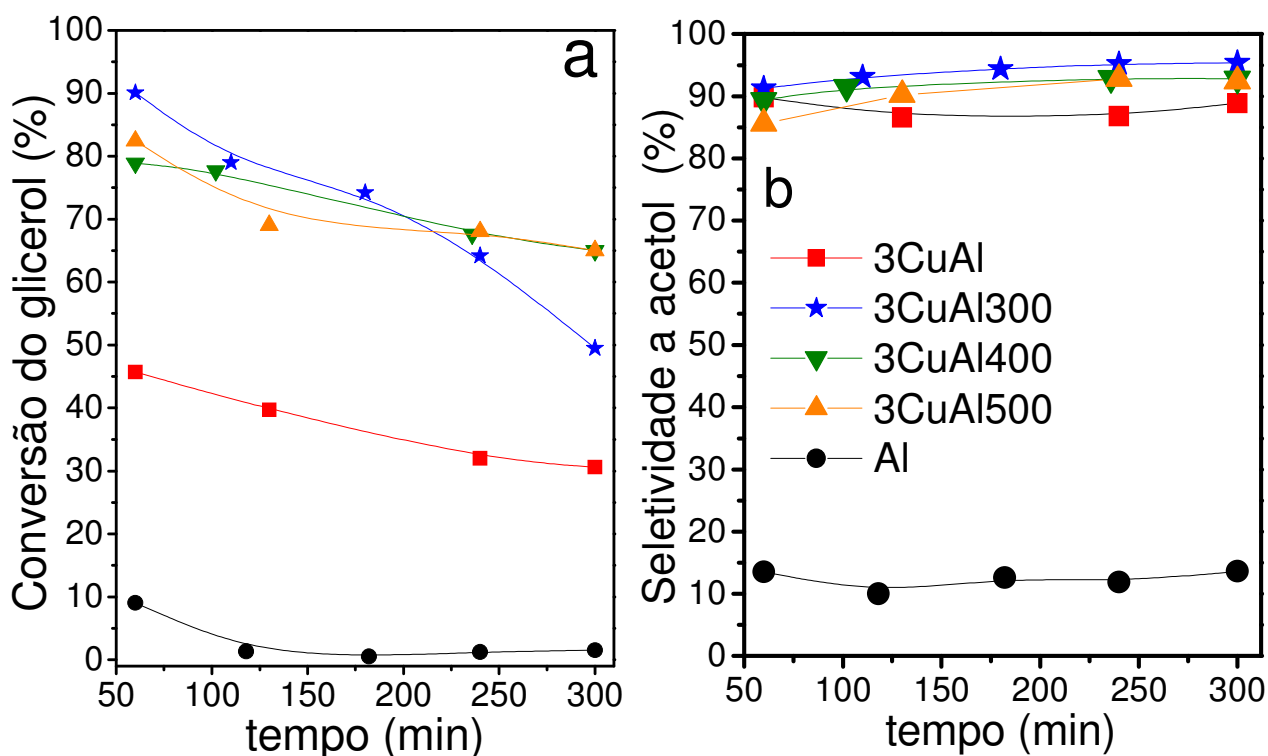 Conversão do glicerol (%)
100
90
80
70
60
50
40
30
20
10
0
50 100 150 200 250 300
tempo (min)
a
Seletividade a acetol (%)
100
90
80
70
60
50
40
30
20
10
0
50 100 150 200 250 300
tempo (min)
b
3CuAl
3CuAl300
3CuAl400
3CuAl500
Al